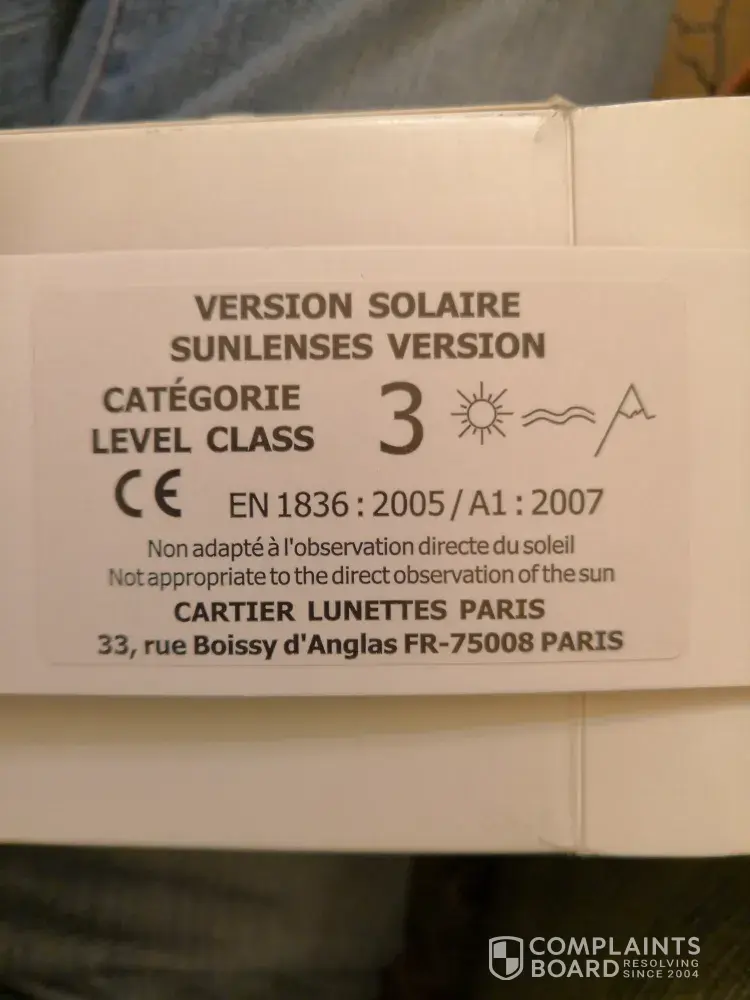 VERSION SOLAIRE
SUNLENSES VERSION
CATÉGORIE
LEVEL CLASS
3
CE EN 1836 : 2005 / A1 : 2007
Non adapté à l'observation directe du soleil
Not appropriate to the direct observation of the sun
CARTIER LUNETTES PARIS
33, rue Boissy d'Anglas FR-75008 PARIS
COMPLAINTS
BOARD RESOLVING
SINCE 2004